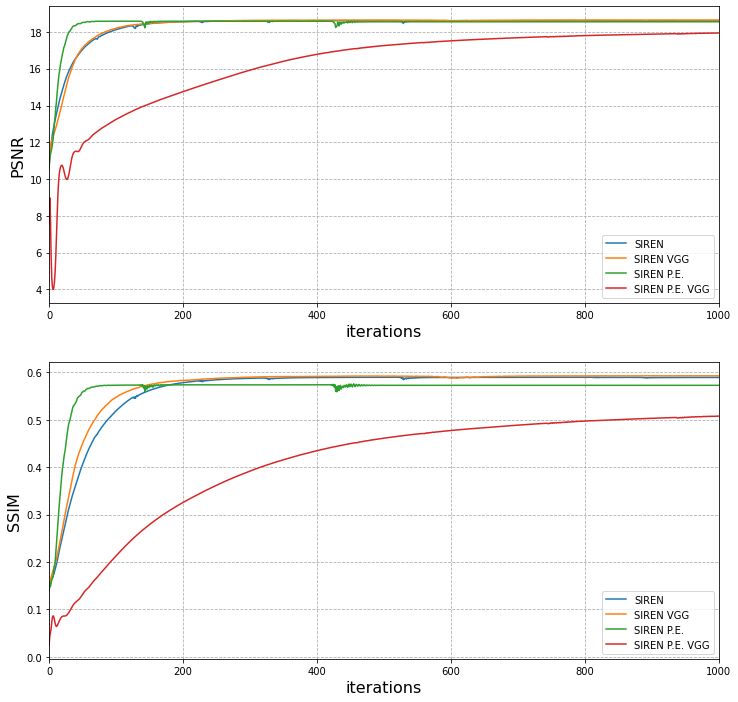 PSNR
18
16
14
12
10
8
6
4
0
200
400
600
800
1000
iterations
SIREN
SIREN VGG
SIREN P.E.
SIREN P.E. VGG
SSIM
0.6
0.5
0.4
0.3
0.2
0.1
0.0
0
200
400
600
800
1000
iterations
SIREN
SIREN VGG
SIREN P.E.
SIREN P.E. VGG